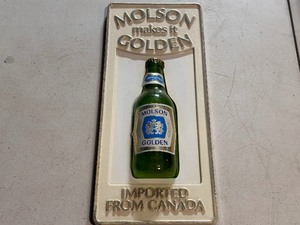 MOLSON
makes it
GOLDEN
MOLSON
GOLDEN
IMPORTED
FROM CANADA